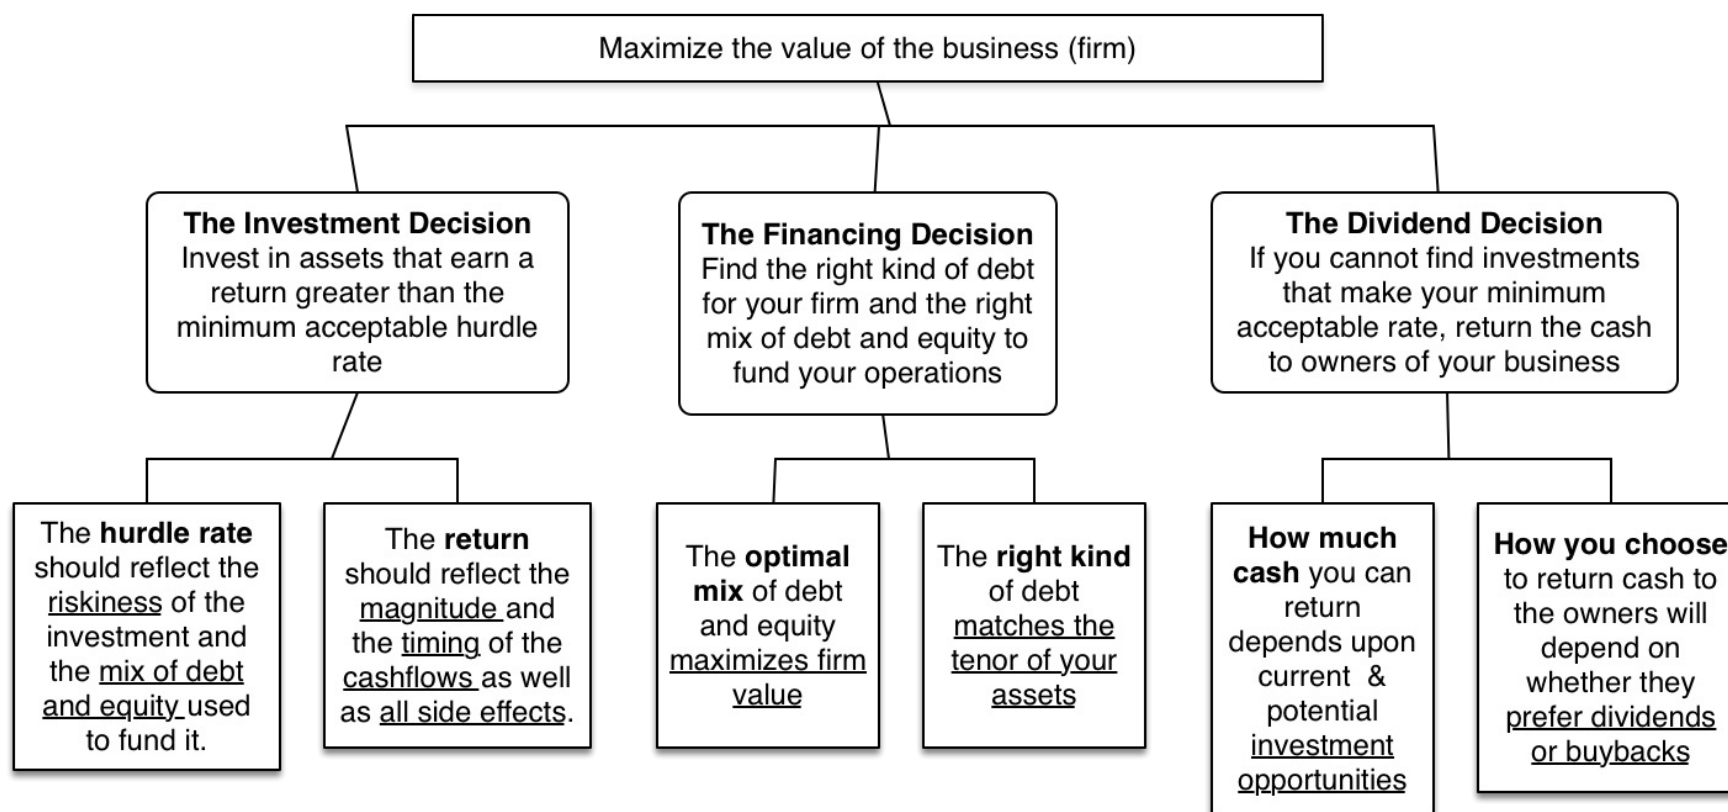 Maximize the value of the business (firm)
The Investment Decision
Invest in assets that earn a
return greater than the
minimum acceptable hurdle
rate
The Financing Decision
Find the right kind of debt
for your firm and the right
mix of debt and equity to
fund your operations
The Dividend Decision
If you cannot find investments
that make your minimum
acceptable rate, return the cash
to owners of your business
The hurdle rate
should reflect the
riskiness of the
investment and
the mix of debt
and equity used
to fund it.
The return
should reflect the
magnitude and
the timing of the
cashflows as well
as all side effects.
The optimal
mix of debt
and equity
maximizes firm
value
The right kind
of debt
matches the
tenor of your
assets
How much
cash you can
return
depends upon
current &
potential
investment
opportunities
How you choose
to return cash to
the owners will
depend on
whether they
prefer dividends
or buybacks